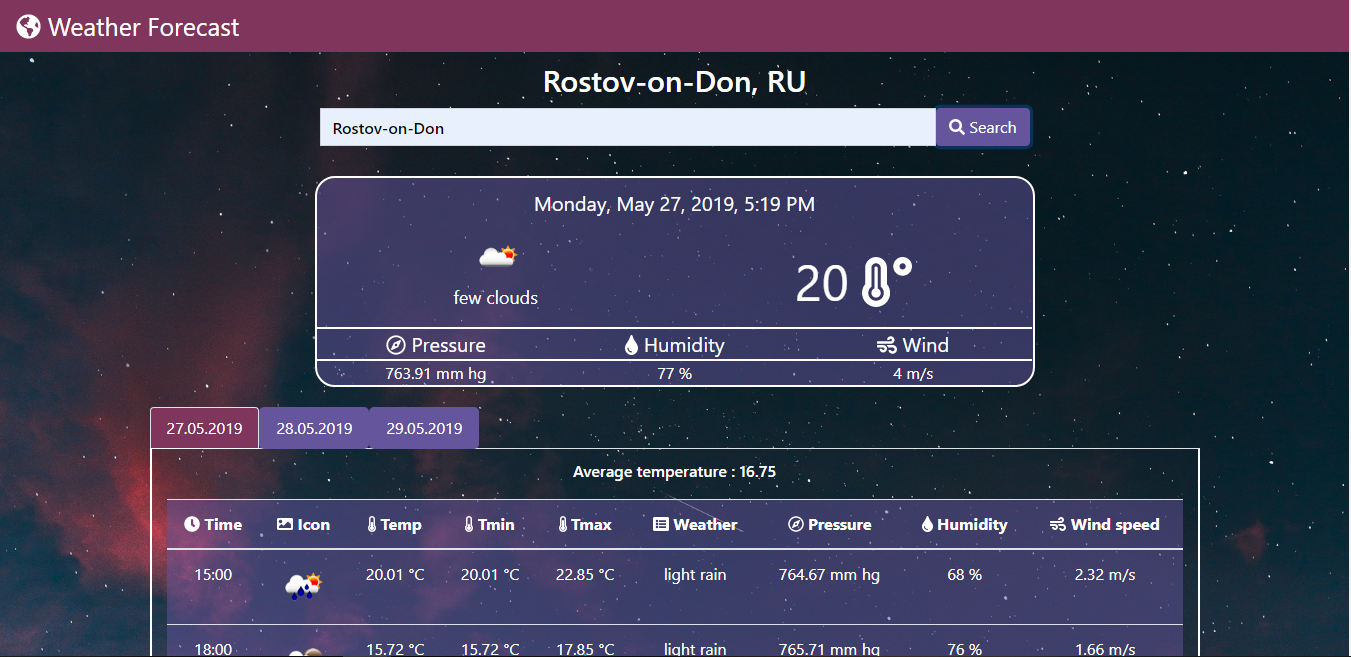 Weather Forecast
Rostov-on-Don, RU
Rostov-on-Don
Search
Monday, May 27, 2019, 5:19 PM
few clouds
20 °
Pressure Humidity Wind
763.91 mm hg 77 % 4 m/s
27.05.2019 28.05.2019 29.05.2019
Average temperature : 16.75
Time Icon Temp Tmin Tmax Weather Pressure Humidity Wind speed
15:00 20.01 °C 20.01 °C 22.85 °C light rain 764.67 mm hg 68 % 2.32 m/s
18:00 15.72 °C 15.72 °C 17.85 °C light rain 765.71 mm hg 76 % 1.66 m/s